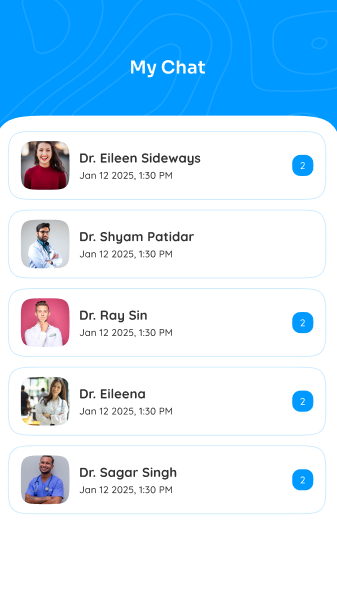 My Chat
Dr. Eileen Sideways
Jan 12 2025, 1:30 PM
2
Dr. Shyam Patidar
Jan 12 2025, 1:30 PM
Dr. Ray Sin
Jan 12 2025, 1:30 PM
2
Dr. Eileena
Jan 12 2025, 1:30 PM
2
Dr. Sagar Singh
Jan 12 2025, 1:30 PM
2